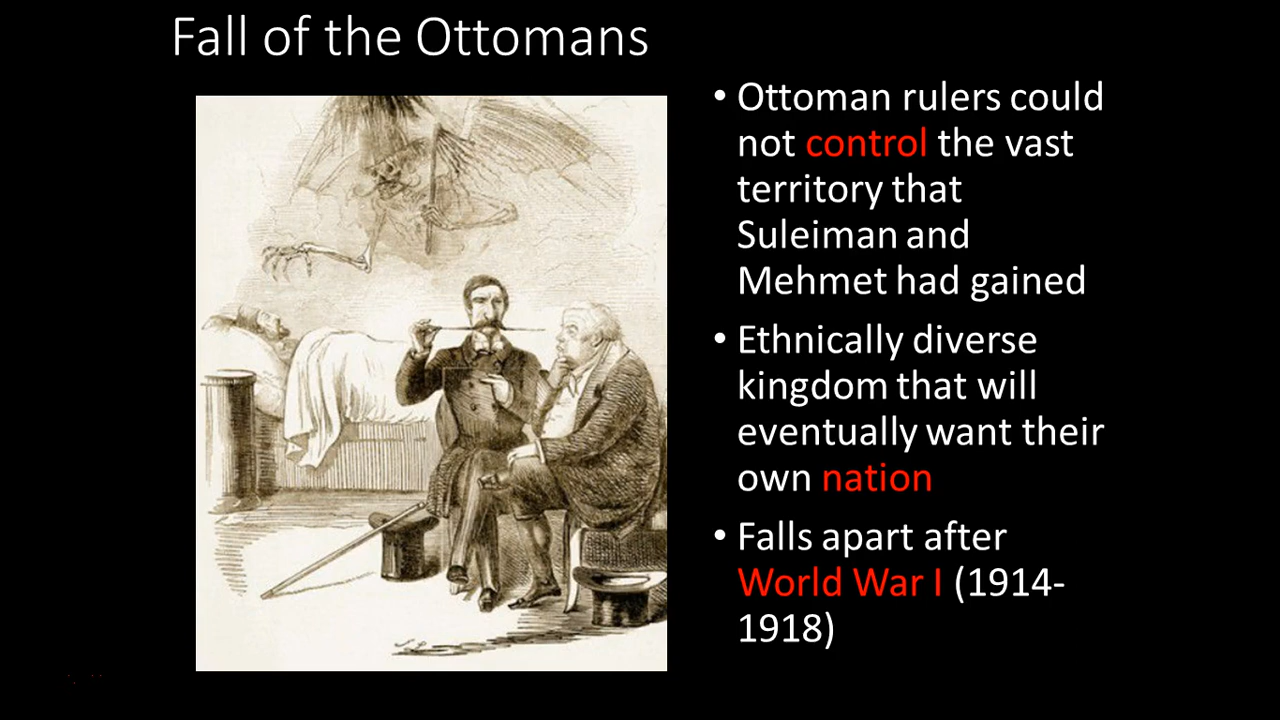 Fall of the Ottomans
• Ottoman rulers could
not control the vast
territory that
Suleiman and
Mehmet had gained
• Ethnically diverse
kingdom that will
eventually want their
own nation
• Falls apart after
World War I (1914-
1918)